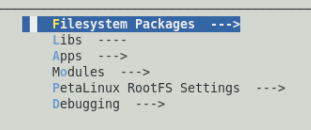 Filesystem Packages  --->
Libs  ----
Apps  --->
Modules  --->
PetaLinux RootFS Settings  --->
Debugging  --->